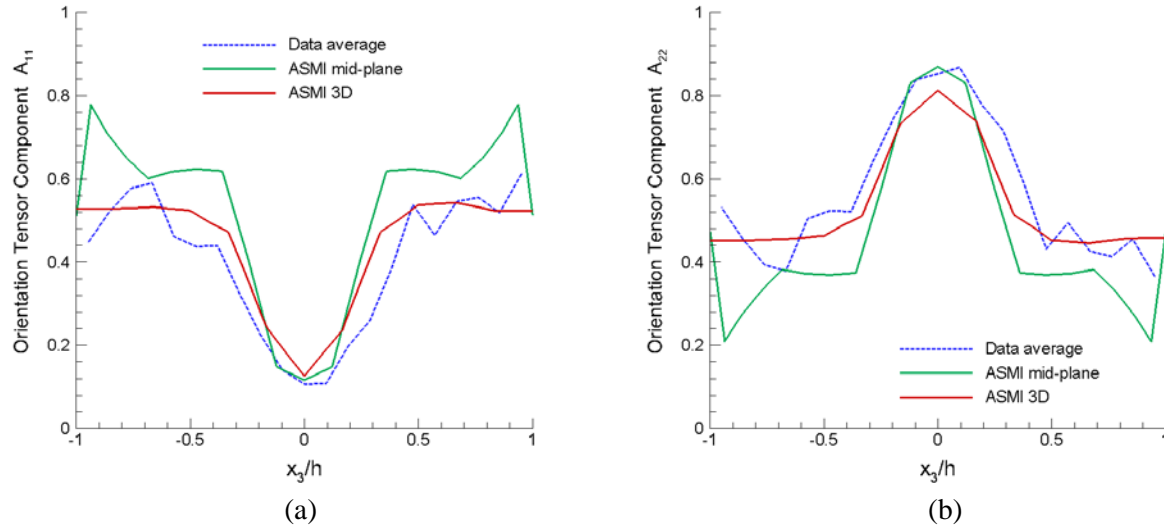 1
0.8
0.6
0.4
0.2
0
Orientation Tensor Component A₁₁
Data average
ASMI mid-plane
ASMI 3D
-1
-0.5
0
0.5
1
x₃/h
(a)
1
0.8
0.6
0.4
0.2
0
Orientation Tensor Component A₂₂
Data average
ASMI mid-plane
ASMI 3D
-1
-0.5
0
0.5
1
x₃/h
(b)